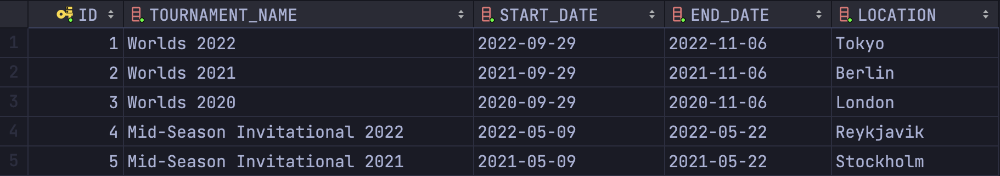 ID TOURNAMENT_NAME START_DATE END_DATE LOCATION
1 1 Worlds 2022 2022-09-29 2022-11-06 Tokyo
2 2 Worlds 2021 2021-09-29 2021-11-06 Berlin
3 3 Worlds 2020 2020-09-29 2020-11-06 London
4 4 Mid-Season Invitational 2022 2022-05-09 2022-05-22 Reykjavik
5 5 Mid-Season Invitational 2021 2021-05-09 2021-05-22 Stockholm